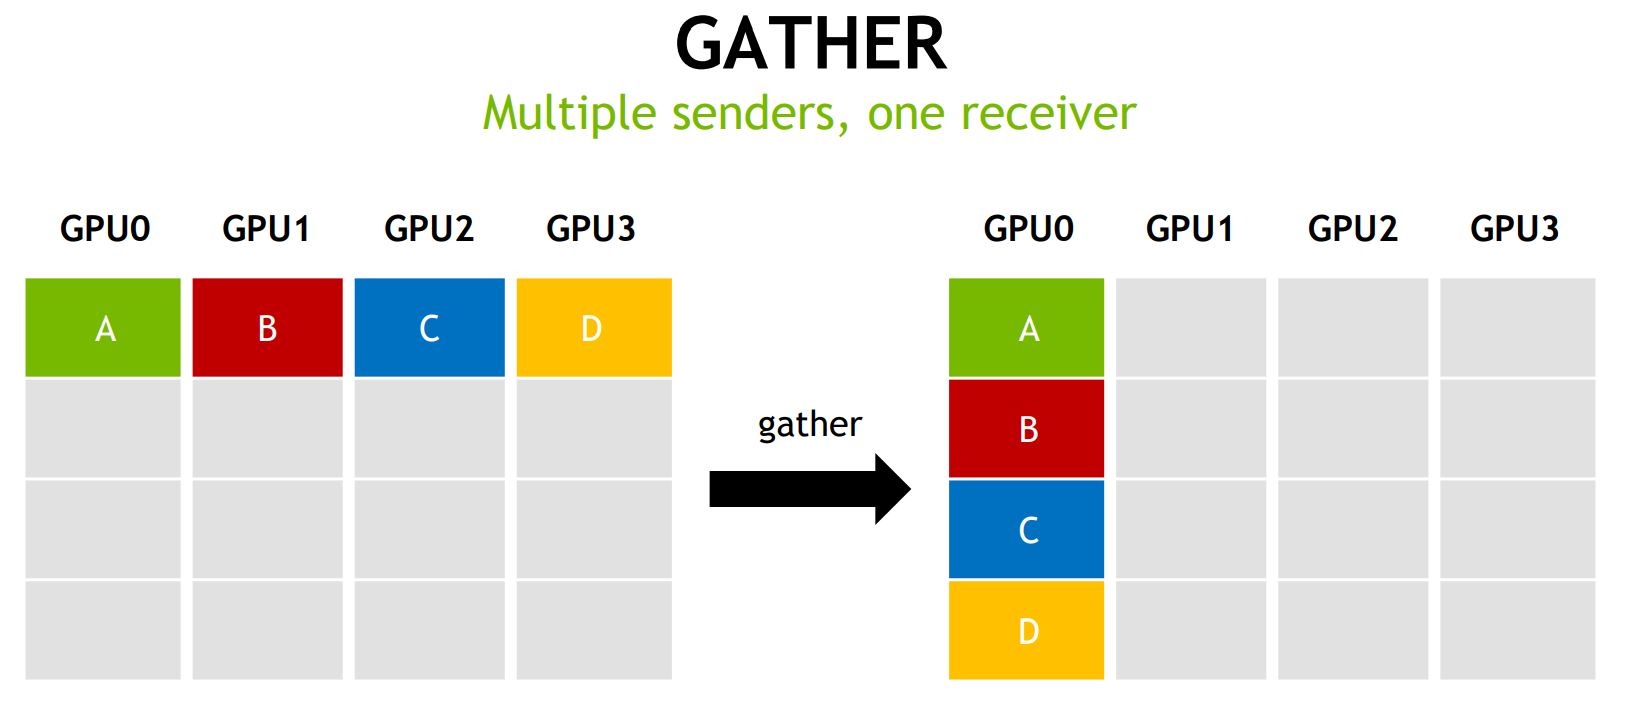 GATHER
Multiple senders, one receiver
GPU0 GPU1 GPU2 GPU3
A B C D
gather
GPU0 GPU1 GPU2 GPU3
A
B
C
D